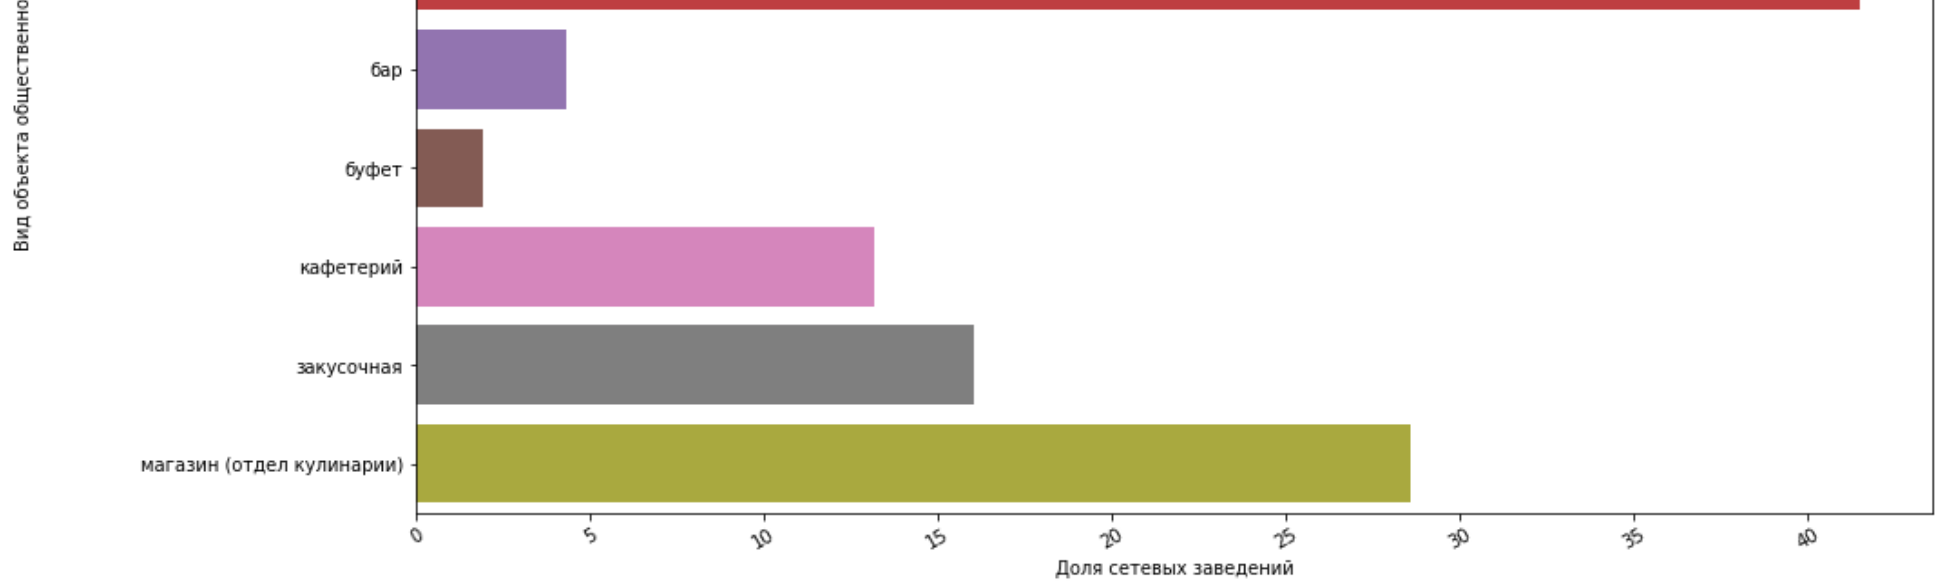 Вид объекта общественно
бар
буфет
кафетерий
закусочная
магазин (отдел кулинарии)
0 5 10 15 20 25 30 35 40
Доля сетевых заведений